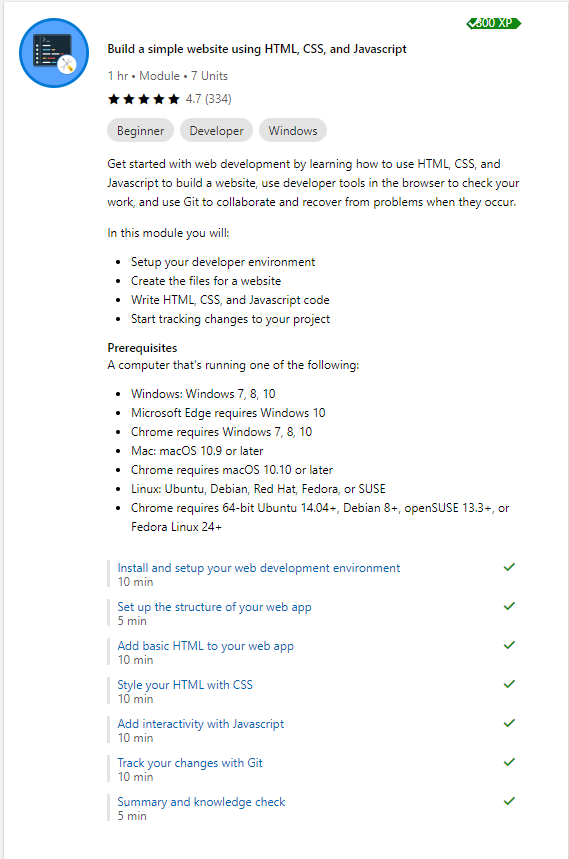 800 XP
Build a simple website using HTML, CSS, and Javascript
1 hr • Module • 7 Units
4.7 (334)
Beginner Developer Windows
Get started with web development by learning how to use HTML, CSS, and
Javascript to build a website, use developer tools in the browser to check your
work, and use Git to collaborate and recover from problems when they occur.
In this module you will:
• Setup your developer environment
• Create the files for a website
• Write HTML, CSS, and Javascript code
• Start tracking changes to your project
Prerequisites
A computer that's running one of the following:
• Windows: Windows 7, 8, 10
• Microsoft Edge requires Windows 10
• Chrome requires Windows 7, 8, 10
• Mac: macOS 10.9 or later
• Chrome requires macOS 10.10 or later
• Linux: Ubuntu, Debian, Red Hat, Fedora, or SUSE
• Chrome requires 64-bit Ubuntu 14.04+, Debian 8+, openSUSE 13.3+, or
Fedora Linux 24+
Install and setup your web development environment
10 min
Set up the structure of your web app
5 min
Add basic HTML to your web app
10 min
Style your HTML with CSS
10 min
Add interactivity with Javascript
10 min
Track your changes with Git
10 min
Summary and knowledge check
5 min